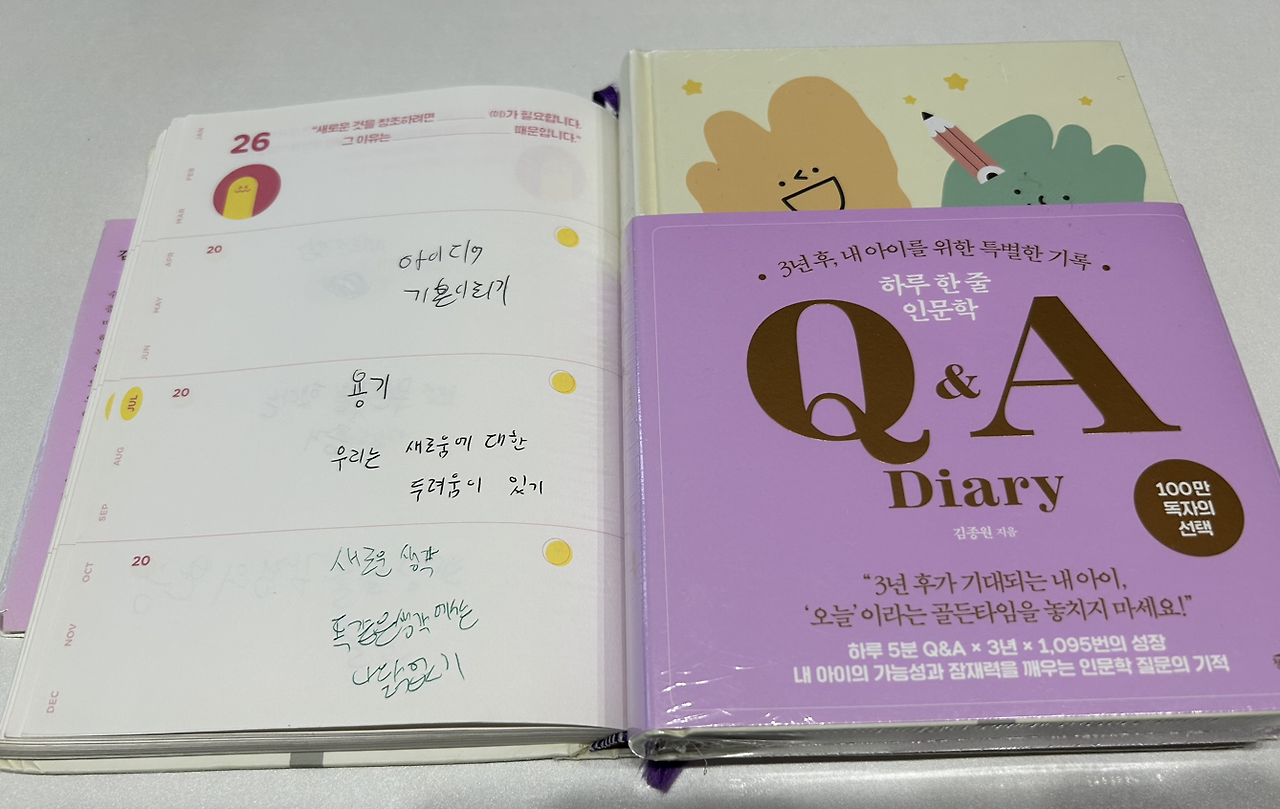 JAN
FEB
MAR
APR
MAY
JUN
JUL
AUG
SEP
OCT
NOV
DEC
26
"새로운 것을 창조하려면 (이)가 필요합니다.
그 이유는 때문입니다."
20
아이디어
기본이되기
20
용기
우리는 새로움에 대한
두려움이 있기
20
새로운 생각
똑같은생각에서는
3년 후, 내 아이를 위한 특별한 기록
하루 한 줄
인문학
Q & A
Diary
김종원 지음
100만
독자의
선택
"3년 후가 기대되는 내 아이,
'오늘'이라는 골든타임을 놓치지 마세요!"
하루 5분 Q&A × 3년 × 1,095번의 성장
내 아이의 가능성과 잠재력을 깨우는 인문학 질문의 기적